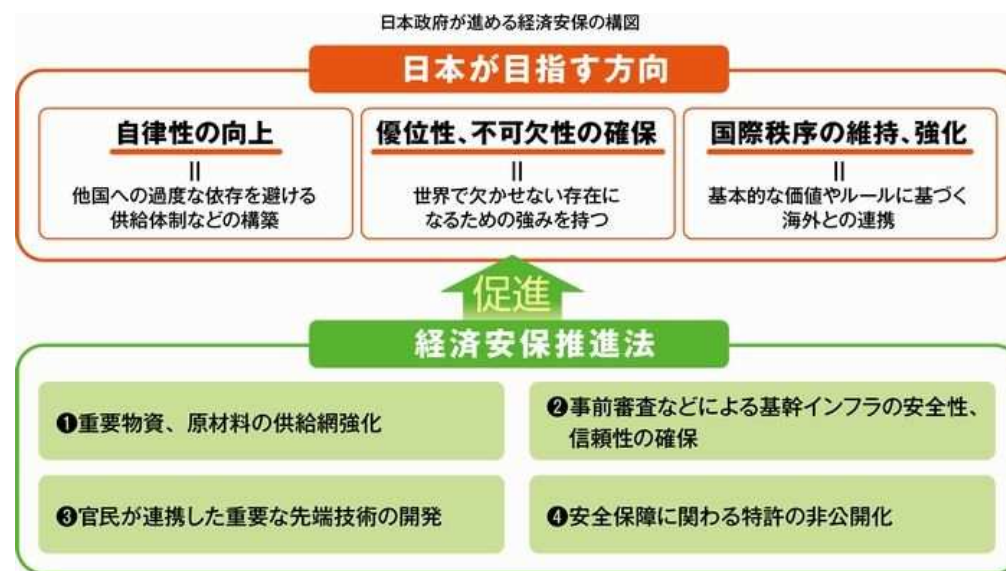 日本政府が進める経済安保の構図
日本が目指す方向
自律性の向上
=
他国への過度な依存を避ける
供給体制などの構築
優位性、不可欠性の確保
=
世界で欠かせない存在に
なるための強みを持つ
国際秩序の維持、強化
=
基本的な価値やルールに基づく
海外との連携
促進
経済安保推進法
❶重要物資、原材料の供給網強化
❷事前審査などによる基幹インフラの安全性、
信頼性の確保
❸官民が連携した重要な先端技術の開発
❹安全保障に関わる特許の非公開化